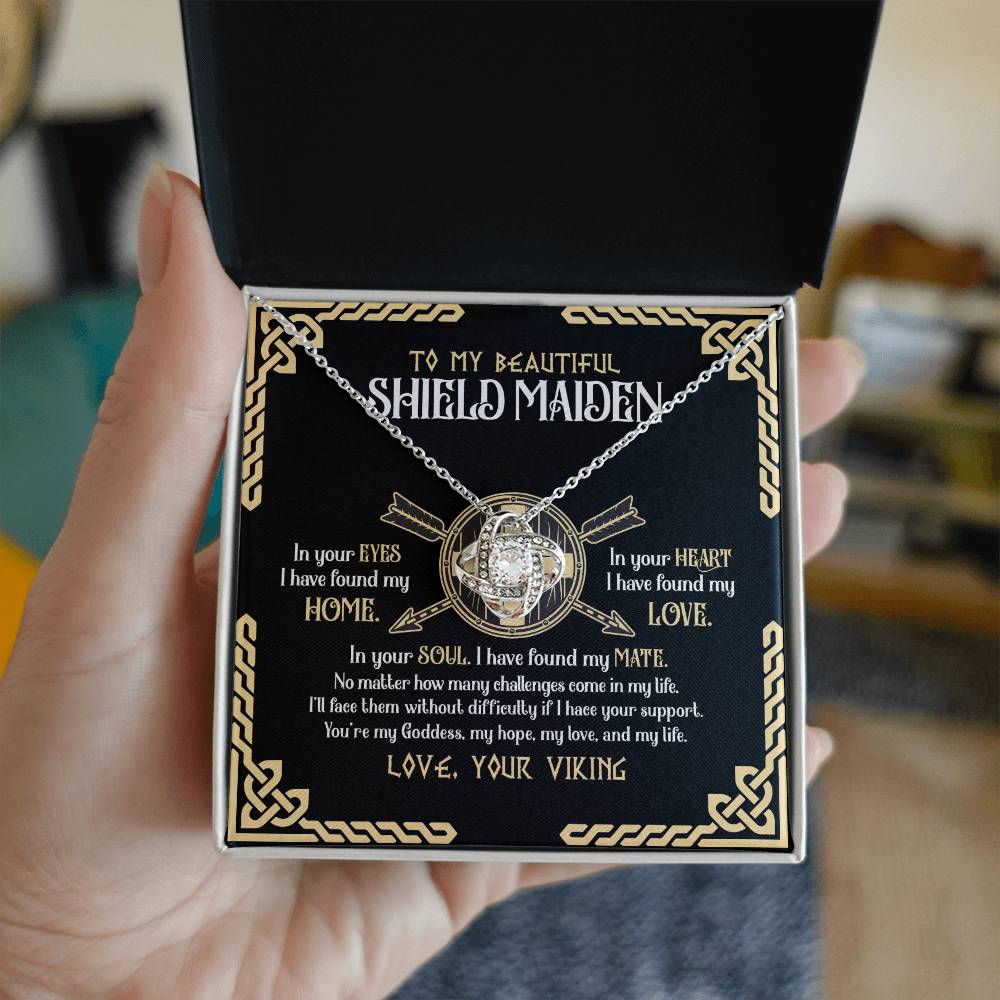 TO MY BEAUTIFUL
SHIELD MAIDEN
In your EYES
I have found my
HOME.
In your HEART
I have found my
LOVE.
In your SOUL. I have found my MATE.
No matter how many challenges come in my life.
I'll face them without difficulty if I hace your support.
You're my Goddess, my hope, my love, and my life.
LOVE, YOUR VIKING